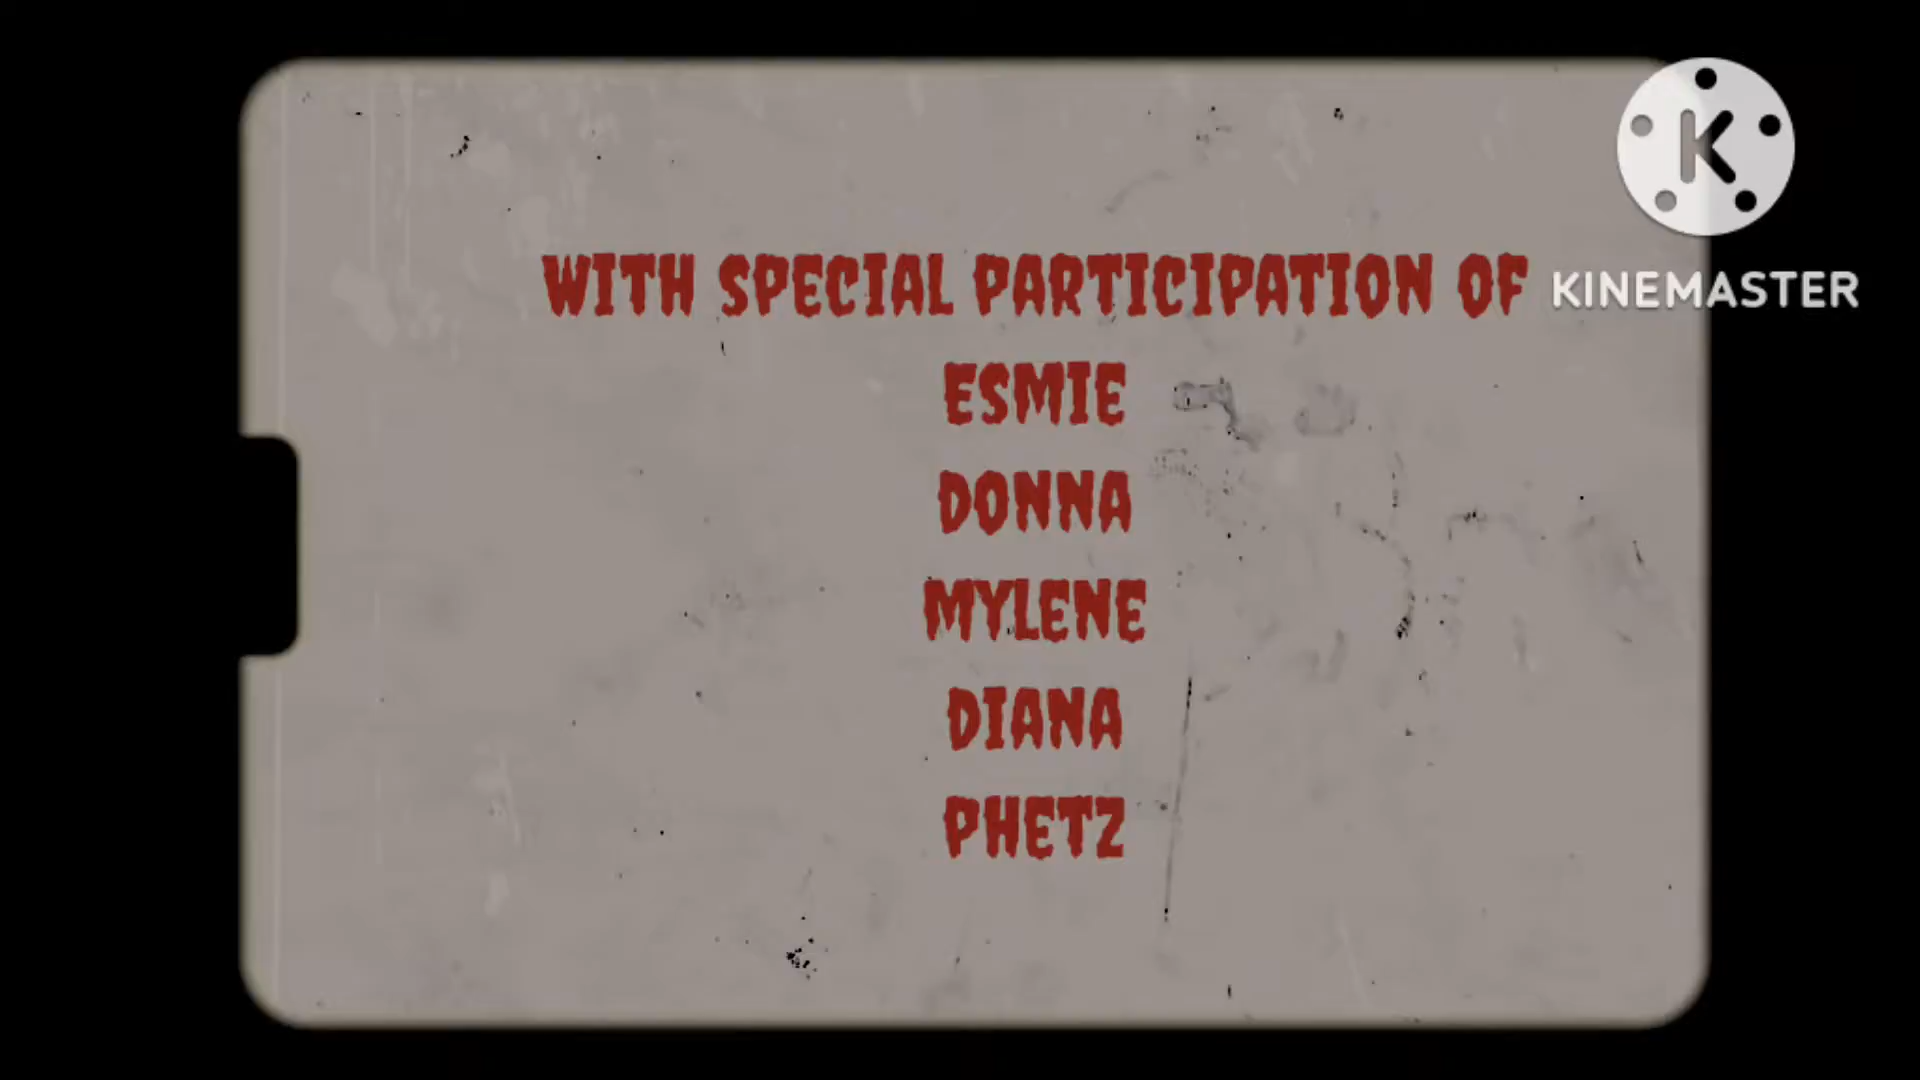 WITH SPECIAL PARTICIPATION OF
ESMIE
DONNA
MYLENE
DIANA
PHETZ
K
KINEMASTER